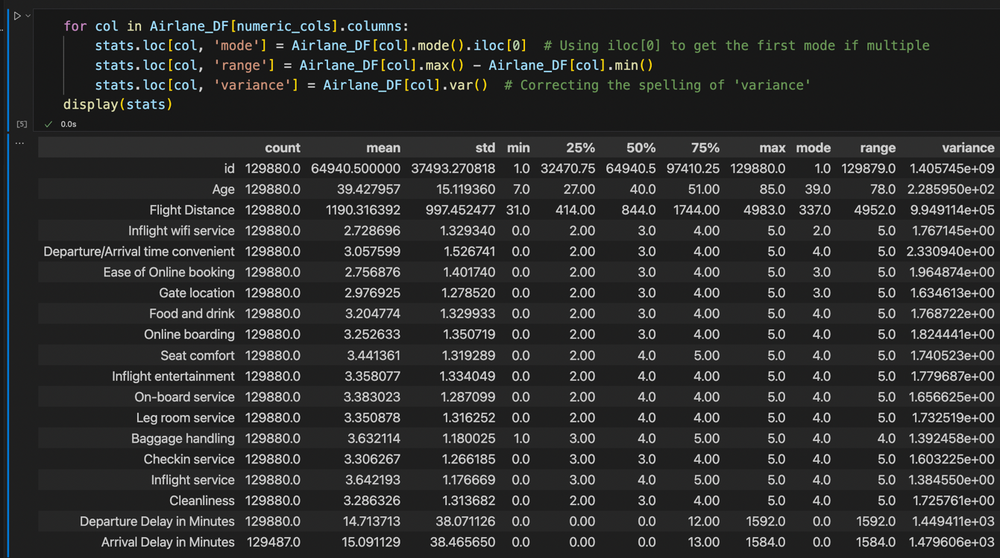 for col in Airlane_DF[numeric_cols].columns:
stats.loc[col, 'mode'] = Airlane_DF[col].mode().iloc[0]  # Using iloc[0] to get the first mode if multiple
stats.loc[col, 'range'] = Airlane_DF[col].max() - Airlane_DF[col].min()
stats.loc[col, 'variance'] = Airlane_DF[col].var()  # Correcting the spelling of 'variance'
display(stats)
[5] ✓ 0.0s
...
count mean std min 25% 50% 75% max mode range variance
id 129880.0 64940.500000 37493.270818 1.0 32470.75 64940.5 97410.25 129880.0 1.0 129879.0 1.405745e+09
Age 129880.0 39.427957 15.119360 7.0 27.00 40.0 51.00 85.0 39.0 78.0 2.285950e+02
Flight Distance 129880.0 1190.316392 997.452477 31.0 414.00 844.0 1744.00 4983.0 337.0 4952.0 9.949114e+05
Inflight wifi service 129880.0 2.728696 1.329340 0.0 2.00 3.0 4.00 5.0 2.0 5.0 1.767145e+00
Departure/Arrival time convenient 129880.0 3.057599 1.526741 0.0 2.00 3.0 4.00 5.0 4.0 5.0 2.330940e+00
Ease of Online booking 129880.0 2.756876 1.401740 0.0 2.00 3.0 4.00 5.0 3.0 5.0 1.964874e+00
Gate location 129880.0 2.976925 1.278520 0.0 2.00 3.0 4.00 5.0 3.0 5.0 1.634613e+00
Food and drink 129880.0 3.204774 1.329933 0.0 2.00 3.0 4.00 5.0 4.0 5.0 1.768722e+00
Online boarding 129880.0 3.252633 1.350719 0.0 2.00 3.0 4.00 5.0 4.0 5.0 1.824441e+00
Seat comfort 129880.0 3.441361 1.319289 0.0 2.00 4.0 5.00 5.0 4.0 5.0 1.740523e+00
Inflight entertainment 129880.0 3.358077 1.334049 0.0 2.00 4.0 4.00 5.0 4.0 5.0 1.779687e+00
On-board service 129880.0 3.383023 1.287099 0.0 2.00 4.0 4.00 5.0 4.0 5.0 1.656625e+00
Leg room service 129880.0 3.350878 1.316252 0.0 2.00 4.0 4.00 5.0 4.0 5.0 1.732519e+00
Baggage handling 129880.0 3.632114 1.180025 1.0 3.00 4.0 5.00 5.0 4.0 4.0 1.392458e+00
Checkin service 129880.0 3.306267 1.266185 0.0 3.00 3.0 4.00 5.0 4.0 5.0 1.603225e+00
Inflight service 129880.0 3.642193 1.176669 0.0 3.00 4.0 5.00 5.0 4.0 5.0 1.384550e+00
Cleanliness 129880.0 3.286326 1.313682 0.0 2.00 3.0 4.00 5.0 4.0 5.0 1.725761e+00
Departure Delay in Minutes 129880.0 14.713713 38.071126 0.0 0.00 0.0 12.00 1592.0 0.0 1592.0 1.449411e+03
Arrival Delay in Minutes 129487.0 15.091129 38.465650 0.0 0.00 0.0 13.00 1584.0 0.0 1584.0 1.479606e+03